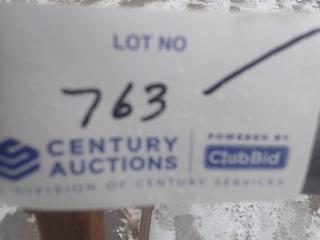 LOT NO
763
CENTURY AUCTIONS
POWERED BY
ClubBid
DIVISION OF CENTURY SERVICES